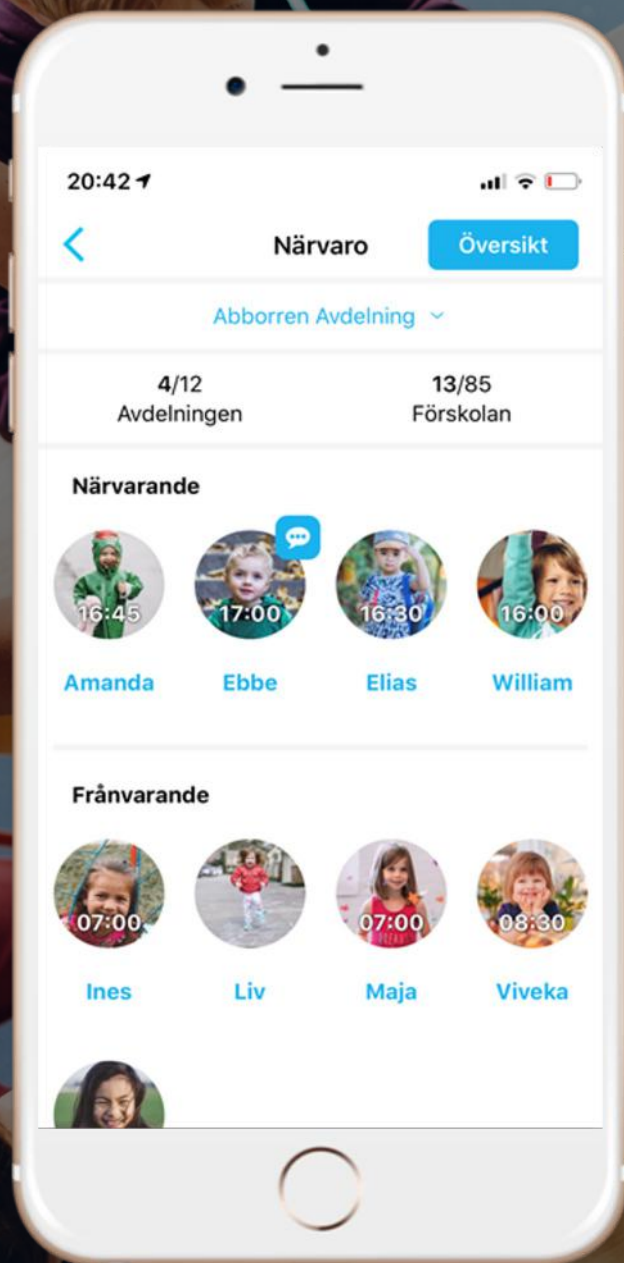 20:42
Närvaro
Översikt
Abborren Avdelning
4/12
13/85
Avdelningen
Förskolan
Närvarande
16:45
17:00
16:30
16:00
Amanda
Ebbe
Elias
William
Frånvarande
07:00
07:00
08:30
Ines
Liv
Maja
Viveka